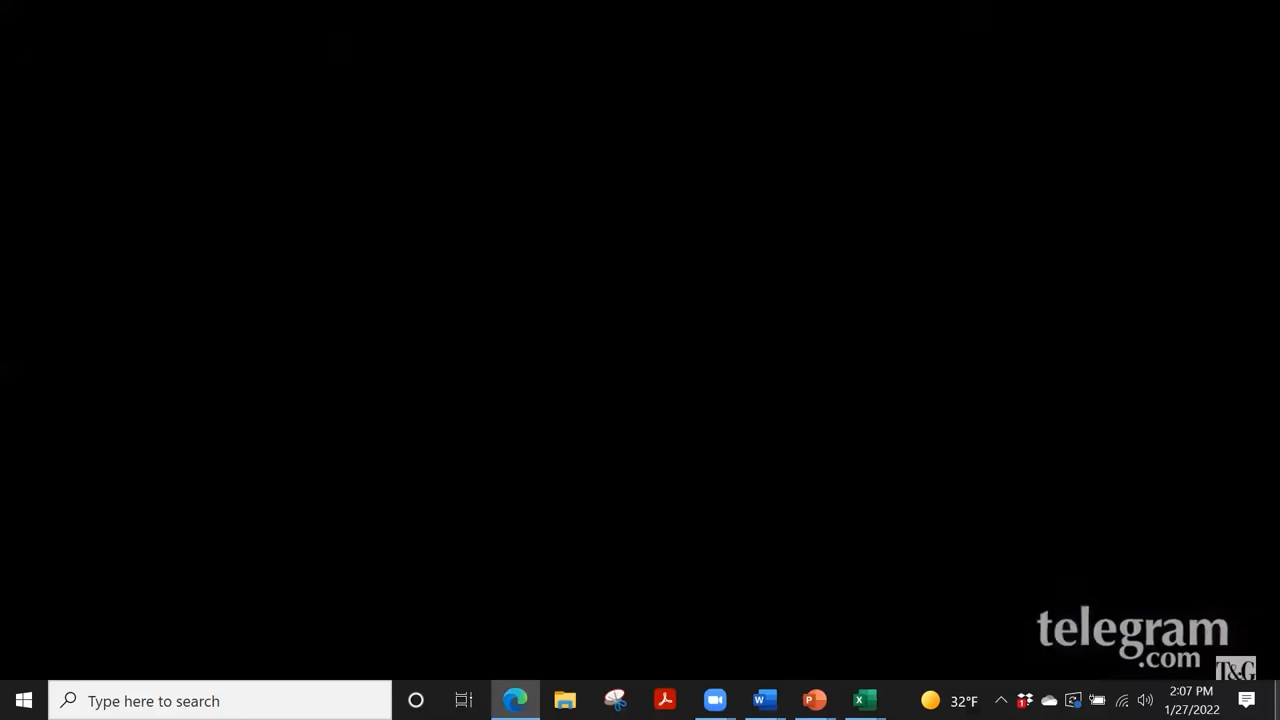 telegram
.com
T&G
Type here to search
32°F
2:07 PM
1/27/2022